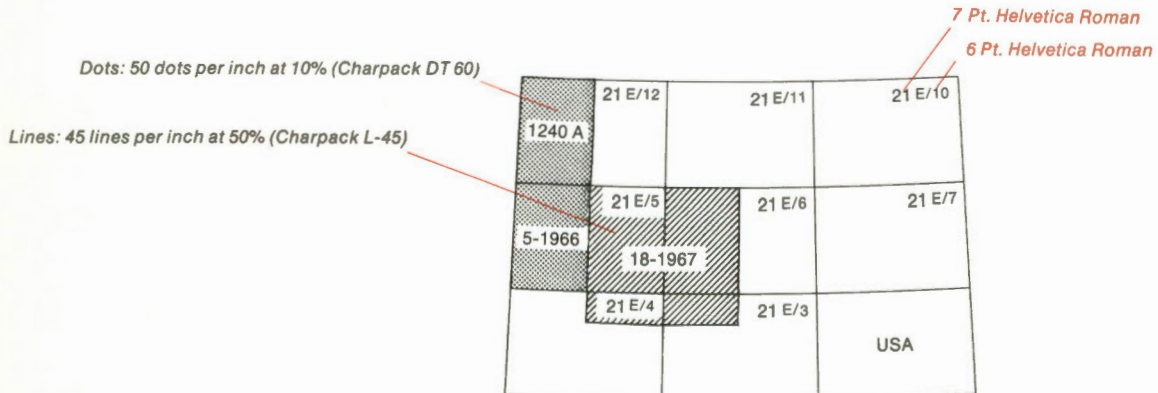 7 Pt. Helvetica Roman
6 Pt. Helvetica Roman
Dots: 50 dots per inch at 10% (Charpack DT 60)
21 E/12
21 E/11
21 E/10
1240 A
Lines: 45 lines per inch at 50% (Charpack L-45)
21 E/5
21 E/6
21 E/7
5-1966
18-1967
21 E/4
21 E/3
USA